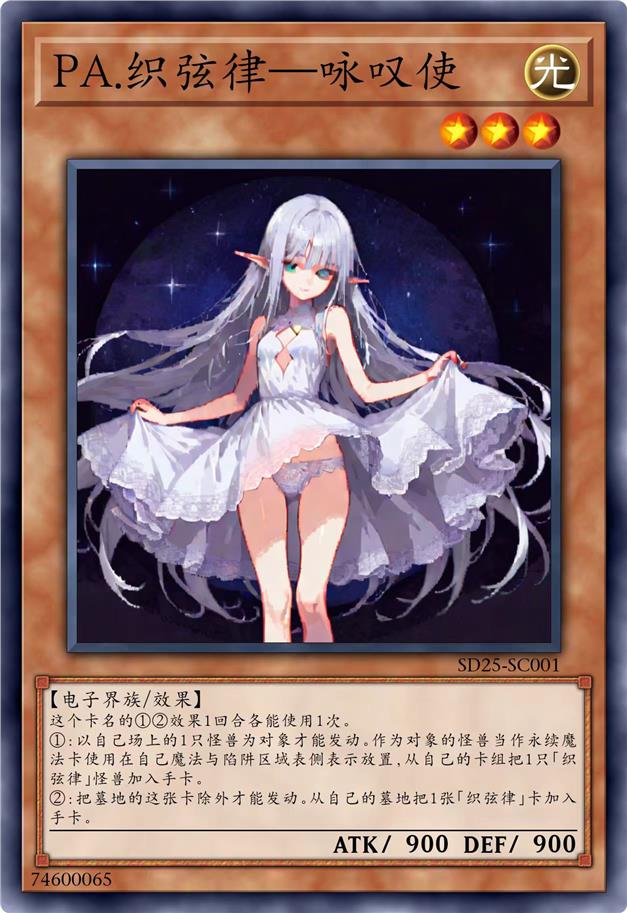 PA.织弦律—咏叹使
光
SD25-SC001
【电子界族/效果】
这个卡名的①②效果1回合各能使用1次。
①:以自己场上的1只怪兽为对象才能发动。作为对象的怪兽当作永续魔
法卡使用在自己魔法与陷阱区域表侧表示放置,从自己的卡组把1只「织
弦律」怪兽加入手卡。
②:把墓地的这张卡除外才能发动。从自己的墓地把1张「织弦律」卡加入
手卡。
ATK/ 900 DEF/ 900
74600065